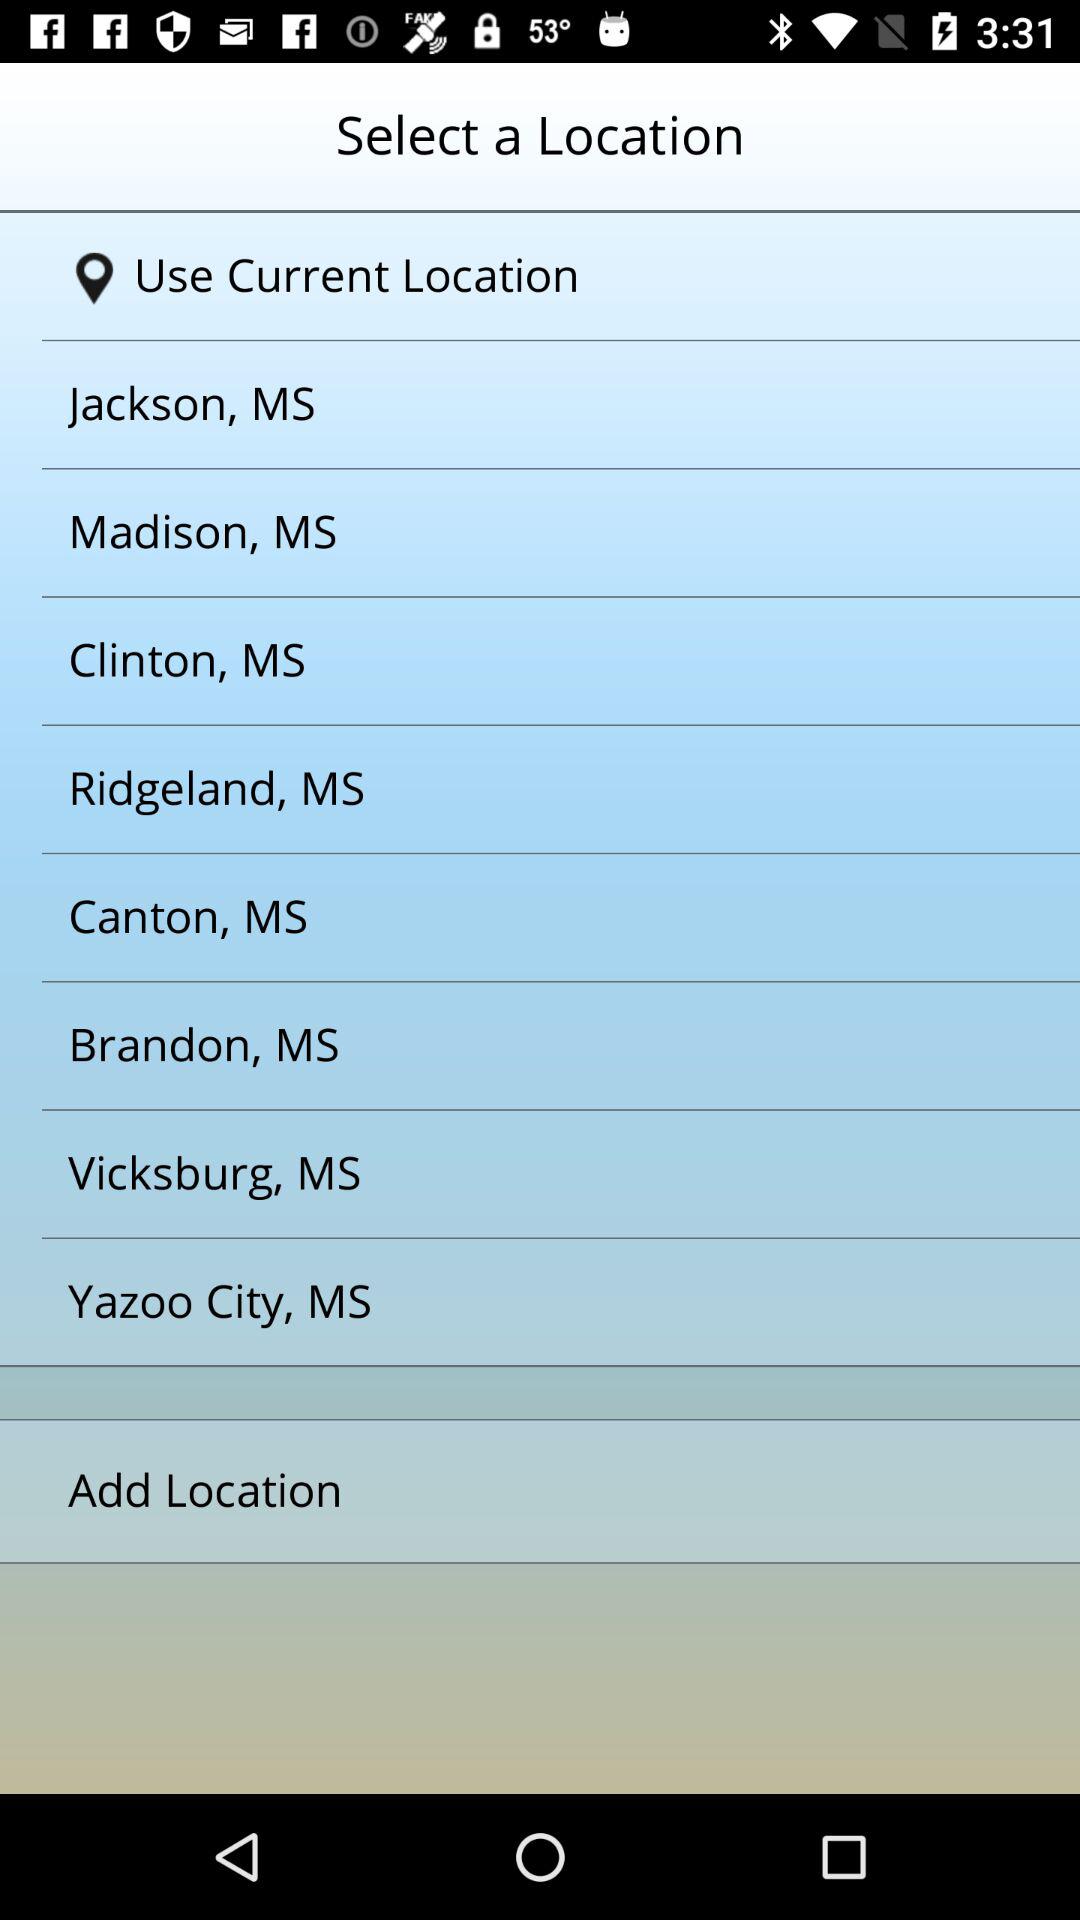 FAKE 53° 3:31
Select a Location
Use Current Location
Jackson, MS
Madison, MS
Clinton, MS
Ridgeland, MS
Canton, MS
Brandon, MS
Vicksburg, MS
Yazoo City, MS
Add Location